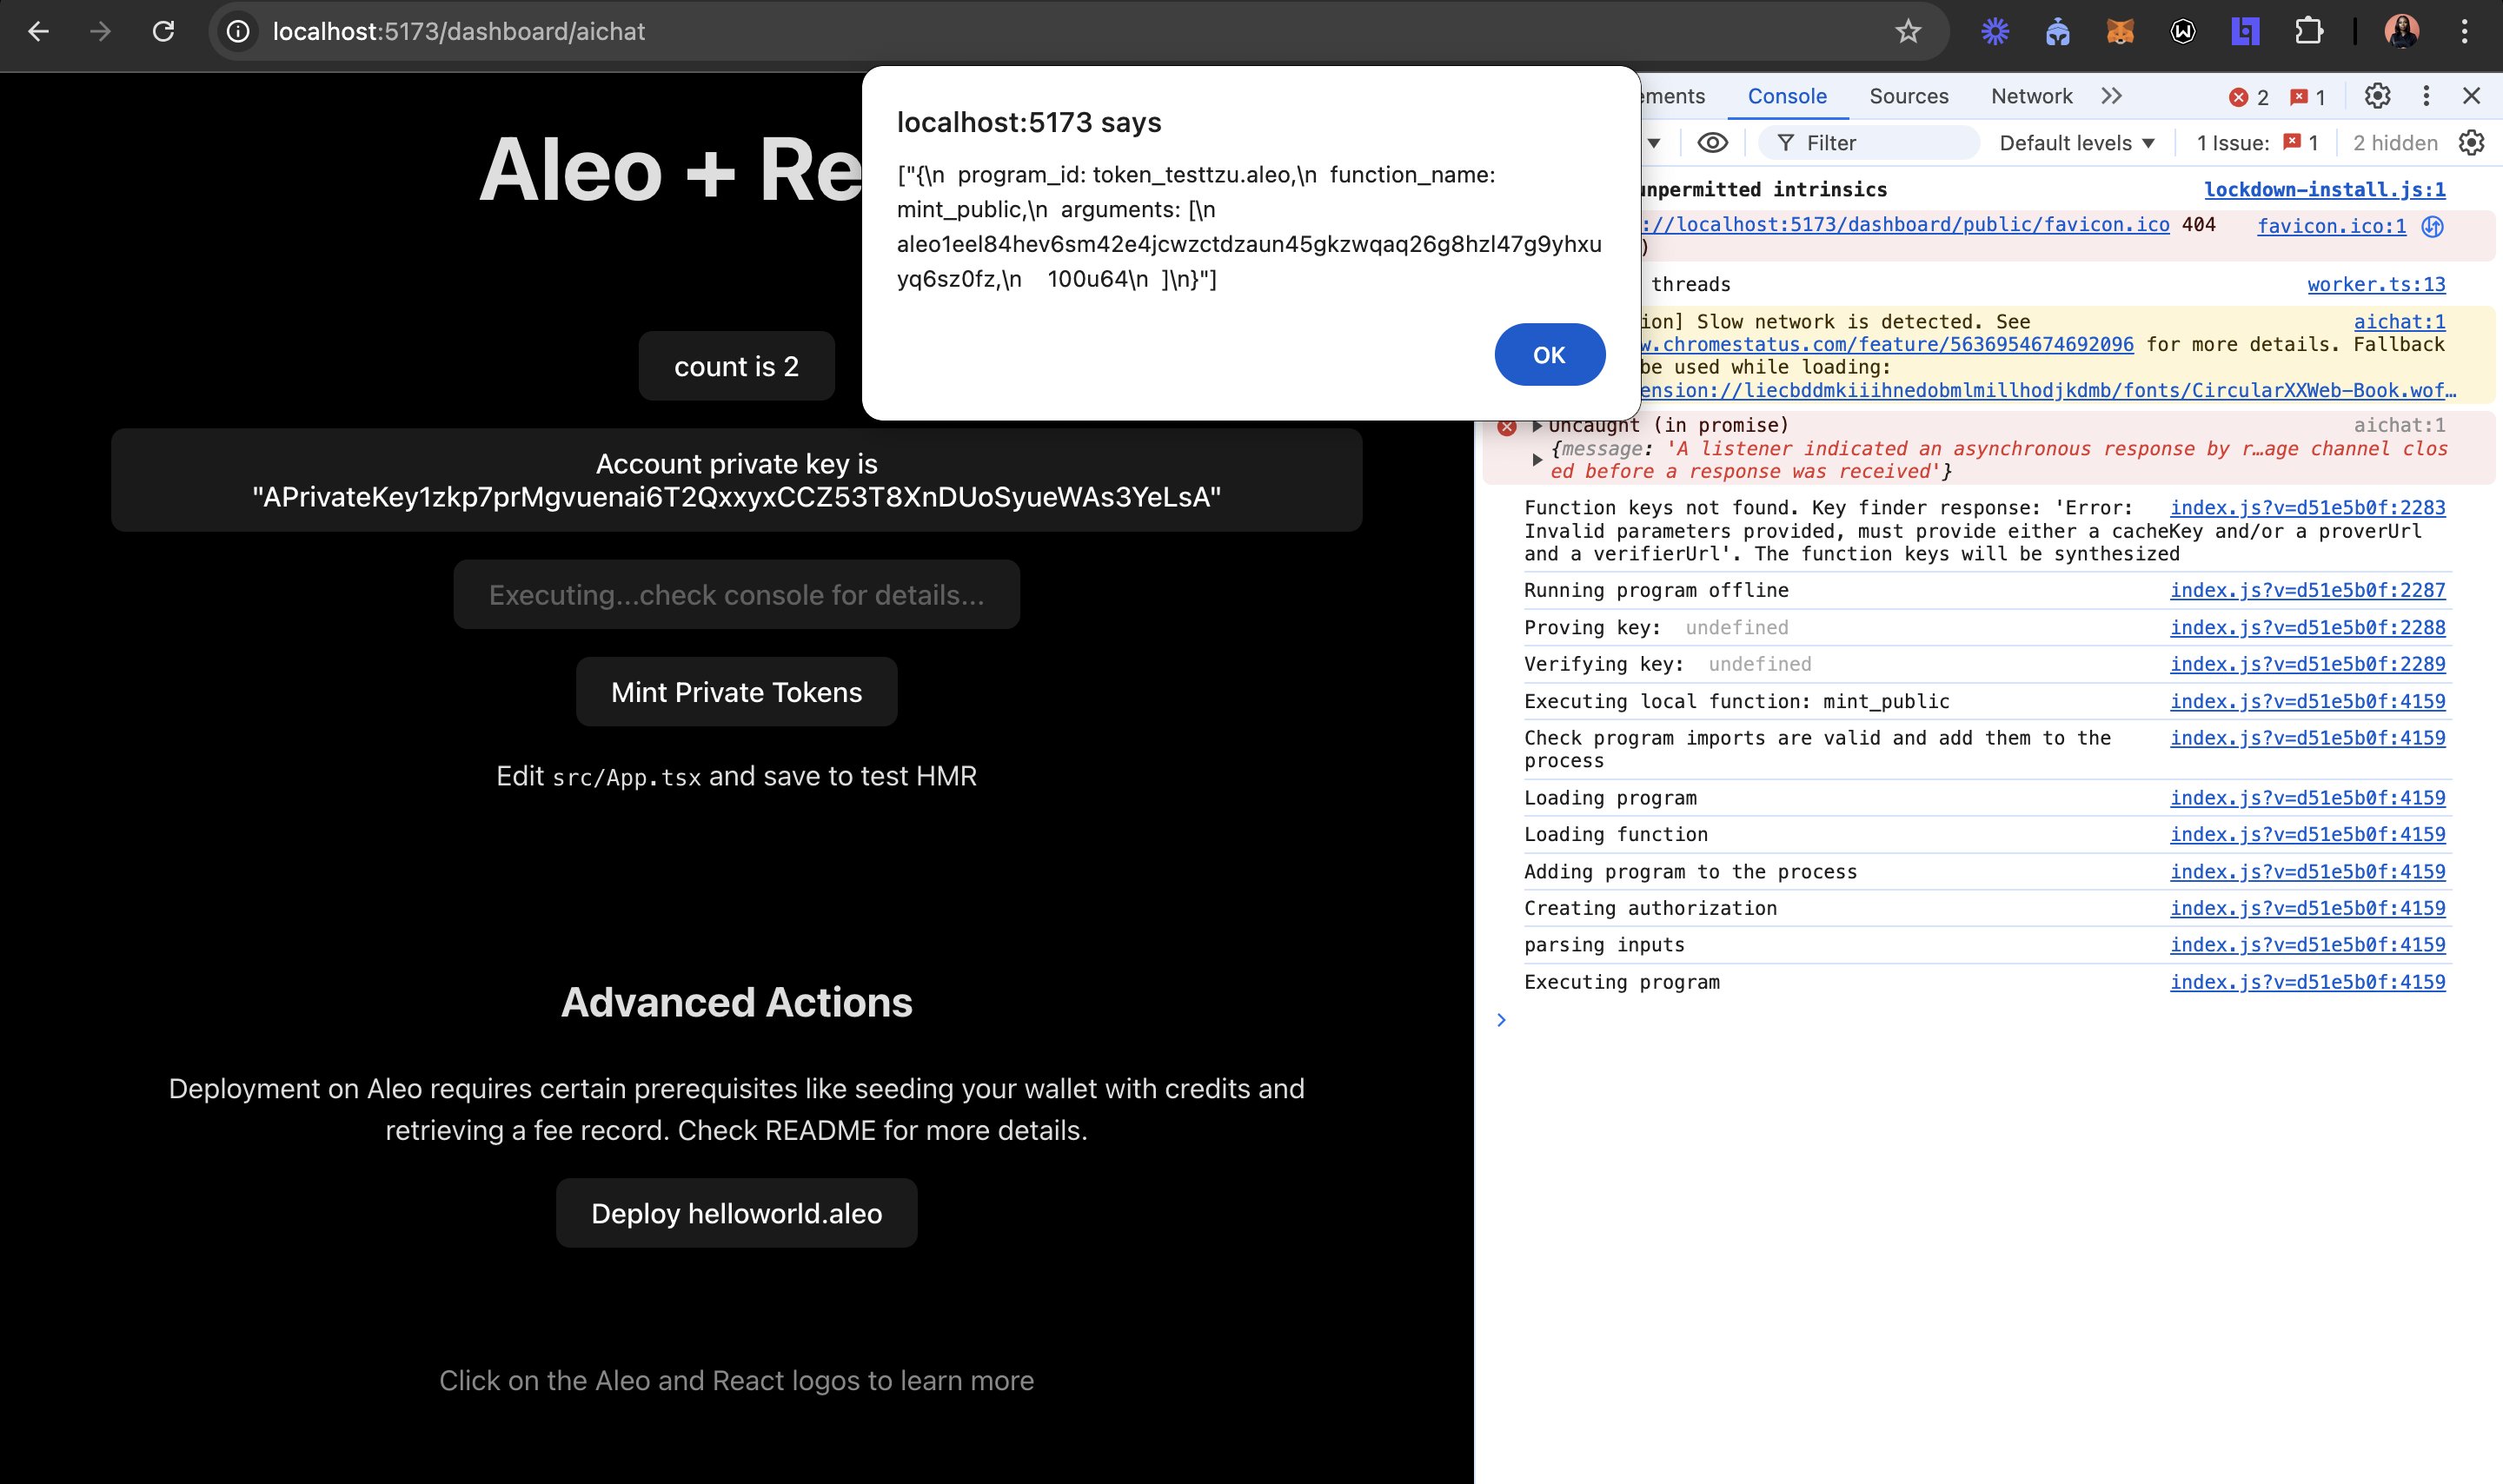 localhost:5173/dashboard/aichat
localhost:5173 says
["{\n  program_id: token_testtzu.aleo,\n  function_name:
mint_public,\n  arguments: [\n
aleo1eel84hev6sm42e4jcwzctdzaun45gkzwqaq26g8hzl47g9yhxu
yq6sz0fz,\n    100u64\n  ]\n}"]
OK
Aleo + Re
count is 2
Account private key is
"APrivateKey1zkp7prMgvuenai6T2QxxyxCCZ53T8XnDUoSyueWAs3YeLsA"
Executing...check console for details...
Mint Private Tokens
Edit src/App.tsx and save to test HMR
Advanced Actions
Deployment on Aleo requires certain prerequisites like seeding your wallet with credits and
retrieving a fee record. Check README for more details.
Deploy helloworld.aleo
Click on the Aleo and React logos to learn more
ements Console Sources Network 2 1
Filter Default levels 1 Issue: 1 2 hidden
unpermitted intrinsics lockdown-install.js:1
://localhost:5173/dashboard/public/favicon.ico 404 favicon.ico:1
)
threads worker.ts:13
ion] Slow network is detected. See aichat:1
w.chromestatus.com/feature/5636954674692096 for more details. Fallback
be used while loading:
ension://liecbddmkiiihnedobmlmillhodjkdmb/fonts/CircularXXWeb-Book.wof…
Uncaught (in promise) aichat:1
{message: 'A listener indicated an asynchronous response by r…age channel clos
ed before a response was received'}
Function keys not found. Key finder response: 'Error: index.js?v=d51e5b0f:2283
Invalid parameters provided, must provide either a cacheKey and/or a proverUrl
and a verifierUrl'. The function keys will be synthesized
Running program offline index.js?v=d51e5b0f:2287
Proving key: undefined index.js?v=d51e5b0f:2288
Verifying key: undefined index.js?v=d51e5b0f:2289
Executing local function: mint_public index.js?v=d51e5b0f:4159
Check program imports are valid and add them to the index.js?v=d51e5b0f:4159
process
Loading program index.js?v=d51e5b0f:4159
Loading function index.js?v=d51e5b0f:4159
Adding program to the process index.js?v=d51e5b0f:4159
Creating authorization index.js?v=d51e5b0f:4159
parsing inputs index.js?v=d51e5b0f:4159
Executing program index.js?v=d51e5b0f:4159